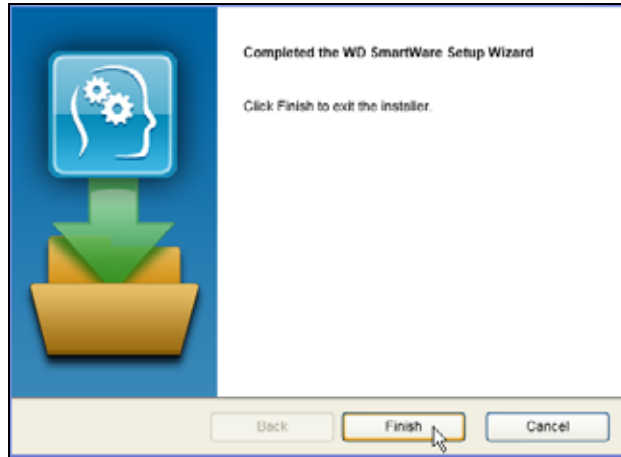 Completed the WD SmartWare Setup Wizard
Click Finish to exit the installer.
Back Finish Cancel